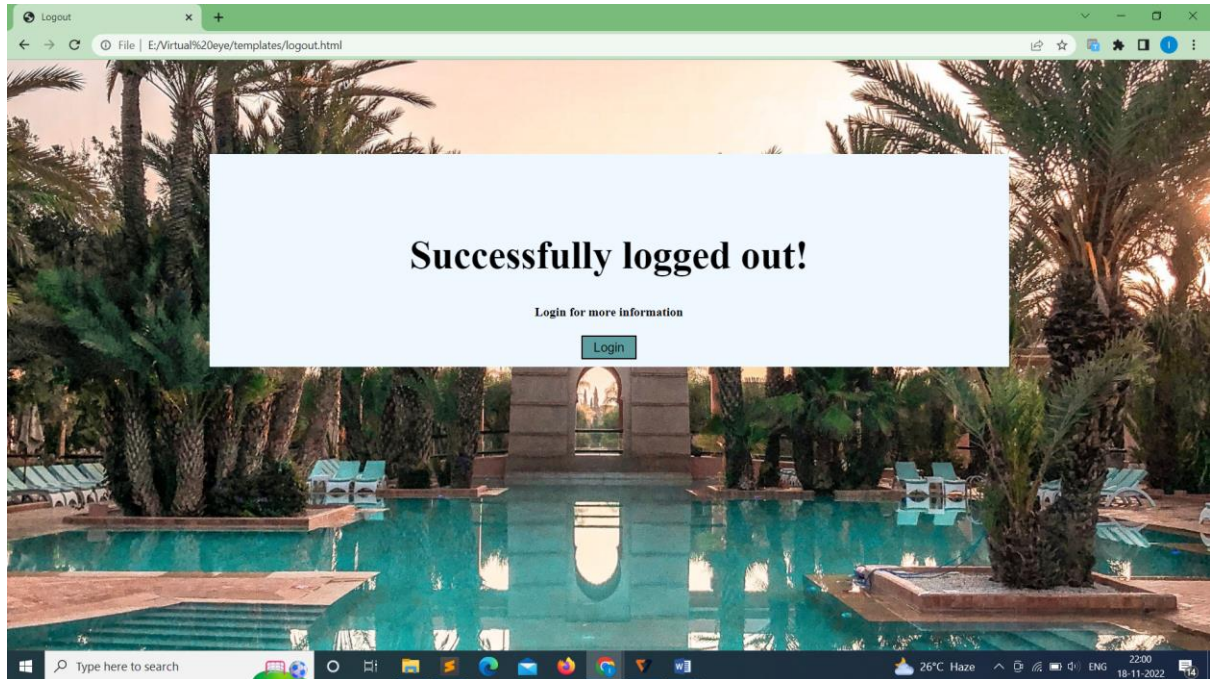 Logout
File | E:/Virtual%20eye/templates/logout.html
Successfully logged out!
Login for more information
Login
Type here to search
26°C Haze
ENG
22:00
18-11-2022
14